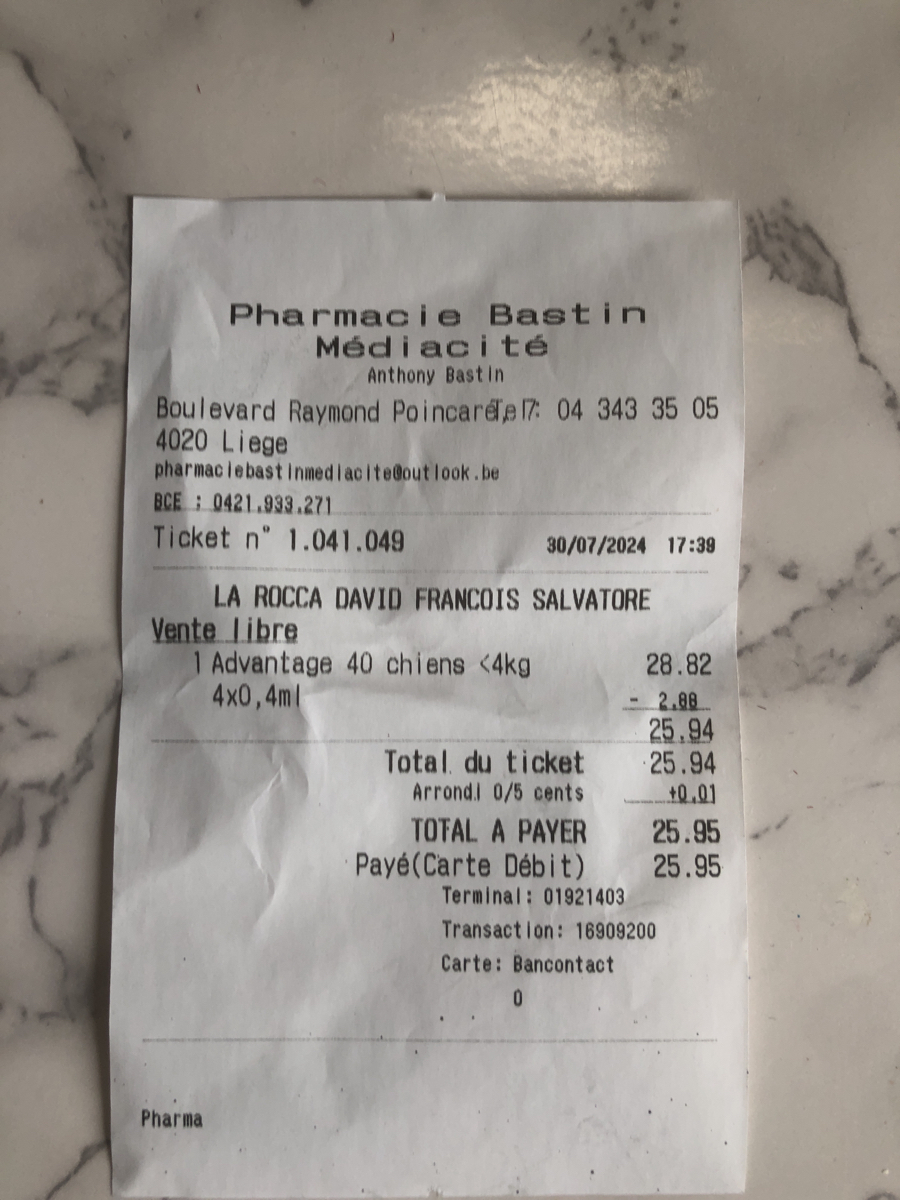 Pharmacie Bastin
Médiacité
Anthony Bastin
Boulevard Raymond Poincaré, 7 Tel : 04 343 35 05
4020 Liege
pharmaciebastinmediacite@outlook.be
BCE : 0421.933.271
Ticket n° 1.041.049 30/07/2024 17:39
LA ROCCA DAVID FRANCOIS SALVATORE
Vente libre
1 Advantage 40 chiens <4kg 28.82
4x0,4ml - 2.88
25.94
Total du ticket 25.94
Arrondi 0/5 cents +0.01
TOTAL A PAYER 25.95
Payé(Carte Débit) 25.95
Terminal: 01921403
Transaction: 16909200
Carte: Bancontact
0
Pharma